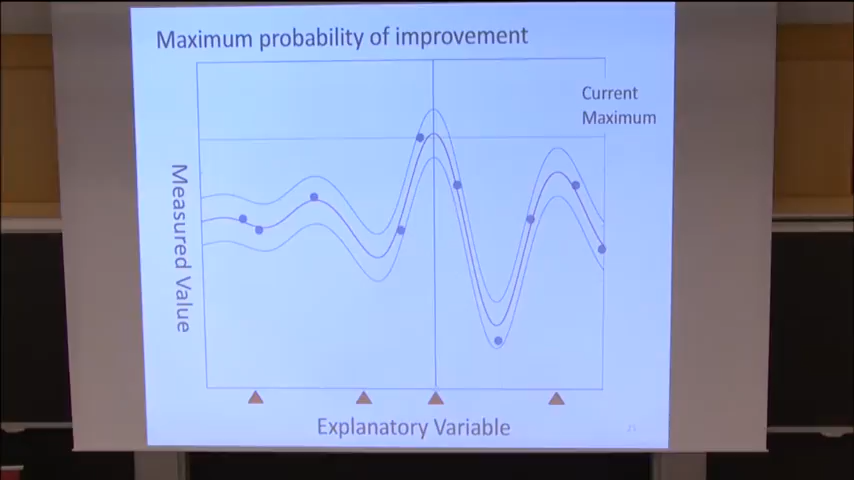 Maximum probability of improvement
Current
Maximum
Measured Value
Explanatory Variable